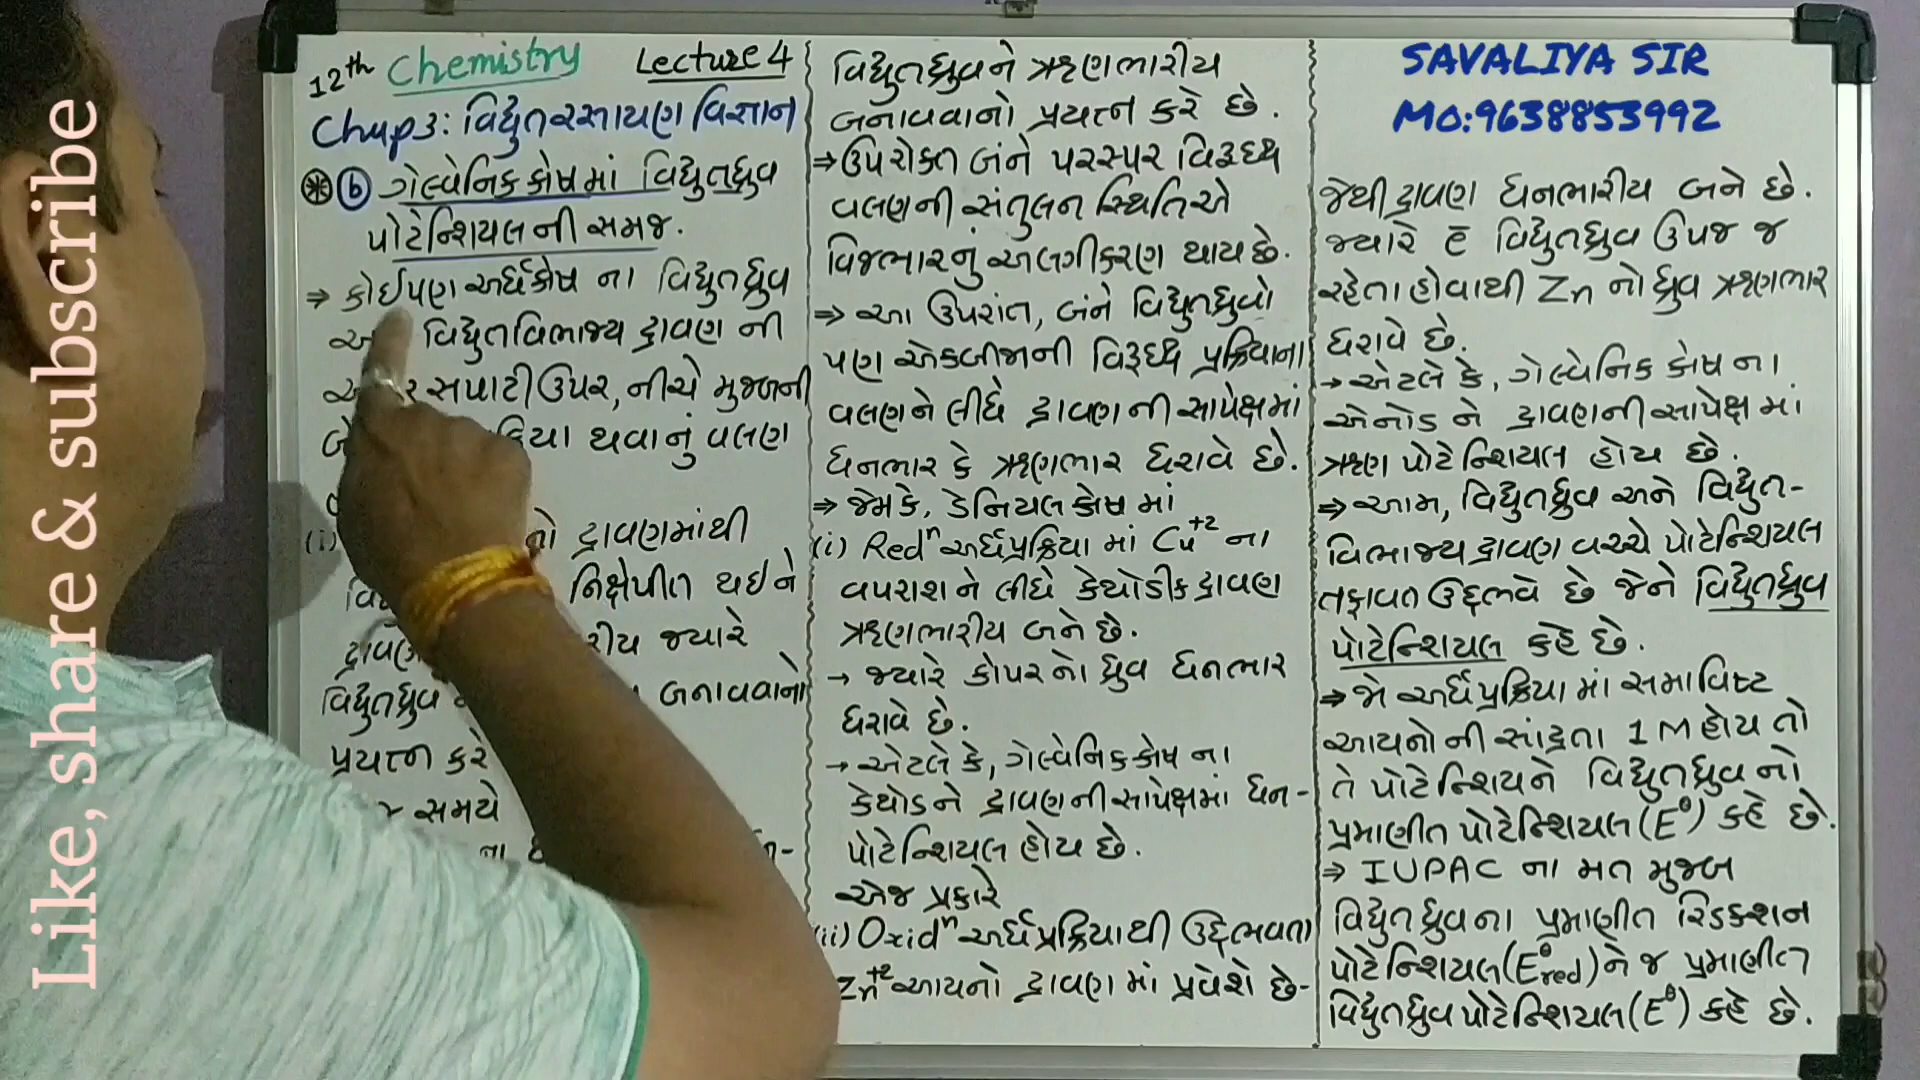 Like, share & subscribe
12th Chemistry Lecture 4
Chap 3: વિદ્યુતરસાયણ વિજ્ઞાન
(b) ગેલ્વેનિક કોષમાં વિદ્યુતધ્રુવ
પોટેન્શિયલની સમજ.
⇒ કોઈપણ અર્ધકોષ ના વિદ્યુતધ્રુવ
વિદ્યુતવિભાજ્ય દ્રાવણ ની
સપાટી ઉપર, નીચે મુજબની
થવાનું વલણ
(i) દ્રાવણમાંથી
નિક્ષેપીત થઈને
જ્યારે
વિદ્યુતધ્રુવ બનાવવાનો
પ્રયત્ન કરે
સમયે
વિદ્યુતધ્રુવને ઋણભારીય
બનાવવાનો પ્રયત્ન કરે છે.
⇒ ઉપરોક્ત બંને પરસ્પર વિરૂધ્ધ
વલણની સંતુલન સ્થિતિએ
વિજભારનું અલગીકરણ થાય છે.
⇒ આ ઉપરાંત, બંને વિદ્યુતધ્રુવો
પણ એકબીજાની વિરૂધ્ધ પ્રક્રિયાના
વલણને લીધે દ્રાવણની સાપેક્ષમાં
ધનભાર કે ઋણભાર ધરાવે છે.
⇒ જેમકે, ડેનિયલ કોષ માં
(i) Redⁿ અર્ધપ્રક્રિયા માં Cu⁺² ના
વપરાશ ને લીધે કેથોડીક દ્રાવણ
ઋણભારીય બને છે.
→ જ્યારે કોપર નો ધ્રુવ ધનભાર
ધરાવે છે.
→ એટલે કે, ગેલ્વેનિક કોષ ના
કેથોડને દ્રાવણની સાપેક્ષમાં ધન-
પોટેન્શિયલ હોય છે.
એજ પ્રકારે
(ii) Oxidⁿ અર્ધપ્રક્રિયાથી ઉદ્દભવતા
Zn⁺² આયનો દ્રાવણ માં પ્રવેશે છે-
SAVALIYA SIR
MO:9638853992
જેથી દ્રાવણ ધનભારીય બને છે.
જ્યારે ē વિદ્યુતધ્રુવ ઉપજ જ
રહેતા હોવાથી Zn નો ધ્રુવ ઋણભાર
ધરાવે છે.
→ એટલે કે, ગેલ્વેનિક કોષ ના
એનોડ ને દ્રાવણની સાપેક્ષ માં
ઋણ પોટેન્શિયલ હોય છે.
⇒ આમ, વિદ્યુતધ્રુવ અને વિદ્યુત-
વિભાજ્ય દ્રાવણ વચ્ચે પોટેન્શિયલ
તફાવત ઉદ્દભવે છે જેને વિદ્યુતધ્રુવ
પોટેન્શિયલ કહે છે.
⇒ જો અર્ધપ્રક્રિયા માં સમાવિષ્ટ
આયનો ની સાંદ્રતા 1M હોય તો
તે પોટેન્શિયને વિદ્યુતધ્રુવ નો
પ્રમાણીત પોટેન્શિયલ (E°) કહે છે.
⇒ IUPAC ના મત મુજબ
વિદ્યુતધ્રુવના પ્રમાણીત રિડક્શન
પોટેન્શિયલ (E°red) ને જ પ્રમાણીત
વિદ્યુતધ્રુવ પોટેન્શિયલ (E°) કહે છે.